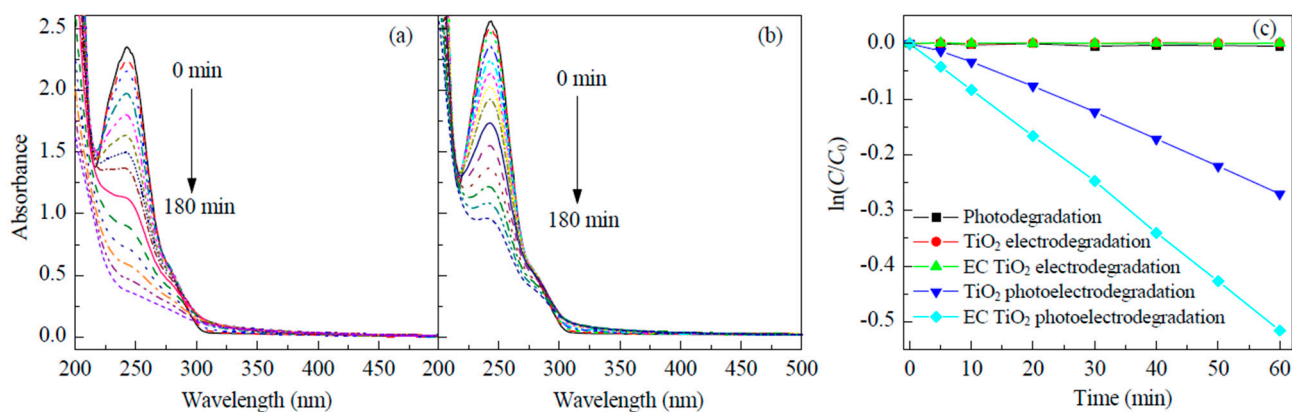 (a)
0 min
180 min
Absorbance
2.5
2.0
1.5
1.0
0.5
0.0
200 250 300 350 400 450
Wavelength (nm)
(b)
0 min
180 min
200 250 300 350 400 450 500
Wavelength (nm)
(c)
ln(C/C₀)
0.0
-0.1
-0.2
-0.3
-0.4
-0.5
Photodegradation
TiO₂ electrodegradation
EC TiO₂ electrodegradation
TiO₂ photoelectrodegradation
EC TiO₂ photoelectrodegradation
0 10 20 30 40 50 60
Time (min)